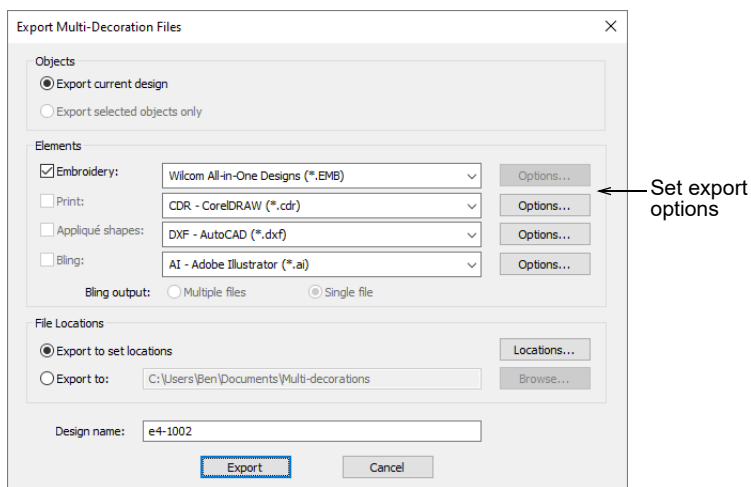 Export Multi-Decoration Files
Objects
Export current design
Export selected objects only
Elements
Embroidery: Wilcom All-in-One Designs (*.EMB) Options...
Print: CDR - CorelDRAW (*.cdr) Options...
Appliqué shapes: DXF - AutoCAD (*.dxf) Options...
Bling: AI - Adobe Illustrator (*.ai) Options...
Bling output: Multiple files Single file
Set export
options
File Locations
Export to set locations Locations...
Export to: C:\Users\Ben\Documents\Multi-decorations Browse...
Design name: e4-1002
Export Cancel